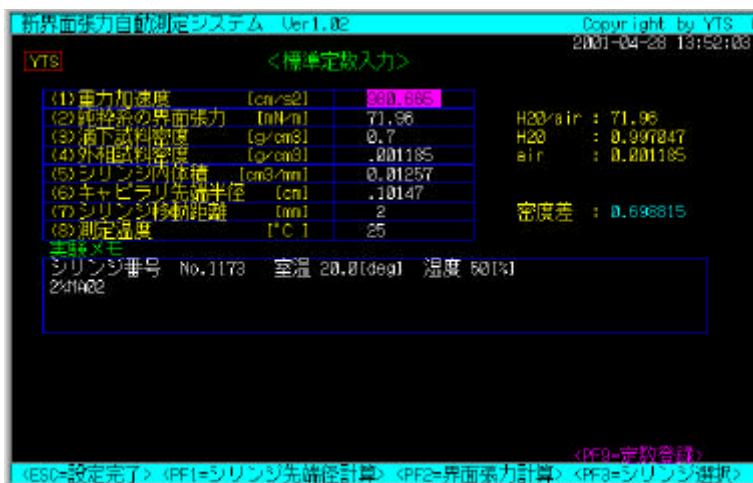 新界面張力自動測定システム Ver1.02 Copyright by YTS
2001-04-28 13:52:03
YTS <標準定数入力>
(1)重力加速度 [cm/s2] 980.665
(2)純粋系の界面張力 [mN/m] 71.96 H20/air : 71.96
(3)滴下試料密度 [g/cm3] 0.7 H20 : 0.997047
(4)外相試料密度 [g/cm3] .001185 air : 0.001185
(5)シリンジ内体積 [cm3/mm] 0.01257
(6)キャピラリ先端半径 [cm] .10147
(7)シリンジ移動距離 [mm] 2 密度差 : 0.698815
(8)測定温度 [℃] 25
実験メモ
シリンジ番号 No.1173 室温 20.0[deg] 湿度 50[%]
2%MA02
<PF9=定数登録>
<ESC=設定完了> <PF1=シリンジ先端径計算> <PF2=界面張力計算> <PF3=シリンジ選択>